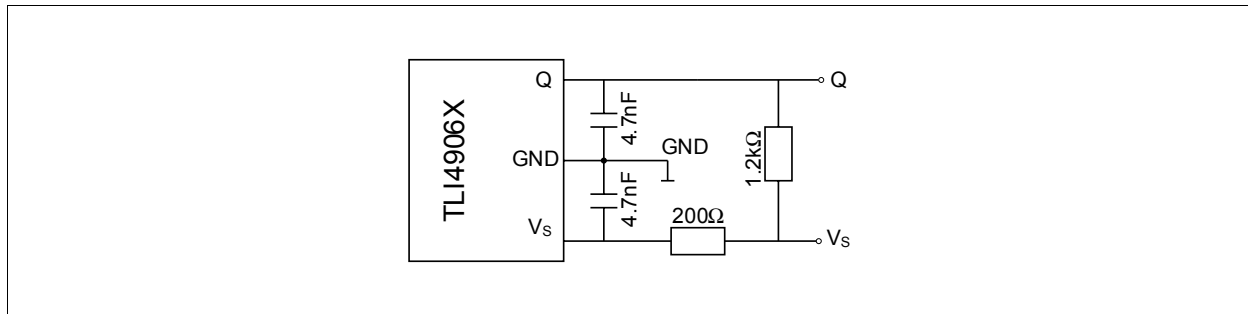 TLI4906X
Q
4.7nF
Q
GND
GND
1.2kΩ
4.7nF
200Ω
VS
VS